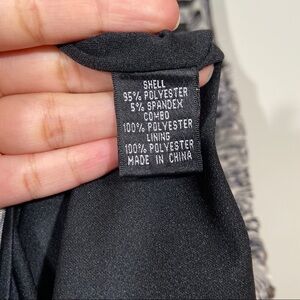 SHELL
95% POLYESTER
5% SPANDEX
COMBO
100% POLYESTER
LINING
100% POLYESTER
MADE IN CHINA